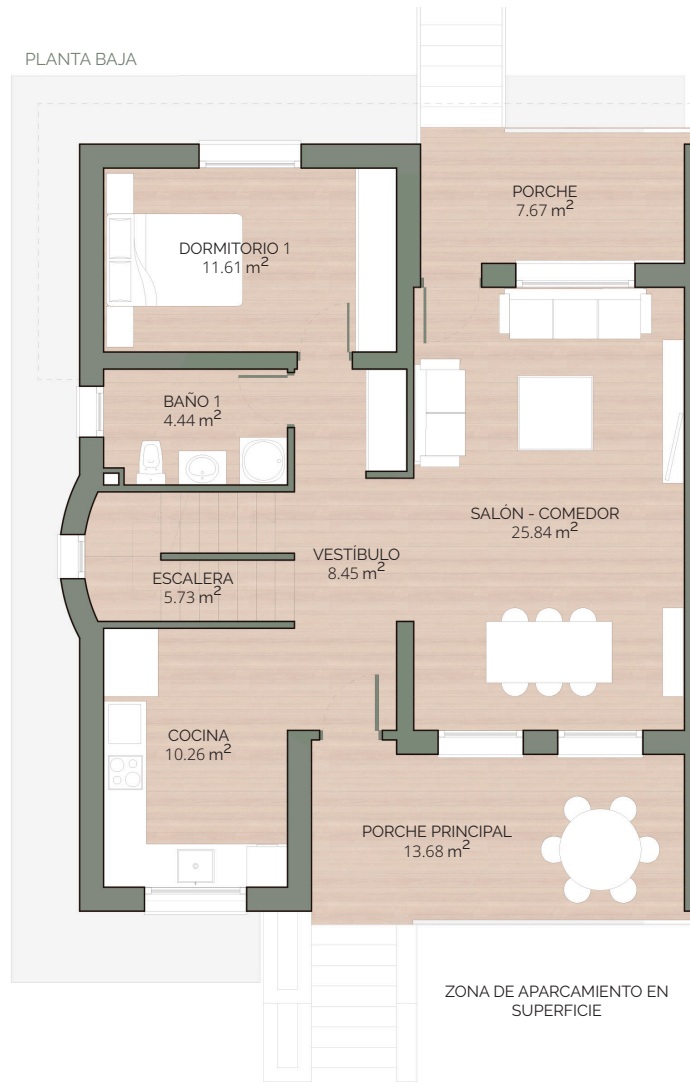 PLANTA BAJA
PORCHE
7.67 m²
DORMITORIO 1
11.61 m²
BAÑO 1
4.44 m²
SALÓN - COMEDOR
25.84 m²
VESTÍBULO
8.45 m²
ESCALERA
5.73 m²
COCINA
10.26 m²
PORCHE PRINCIPAL
13.68 m²
ZONA DE APARCAMIENTO EN
SUPERFICIE